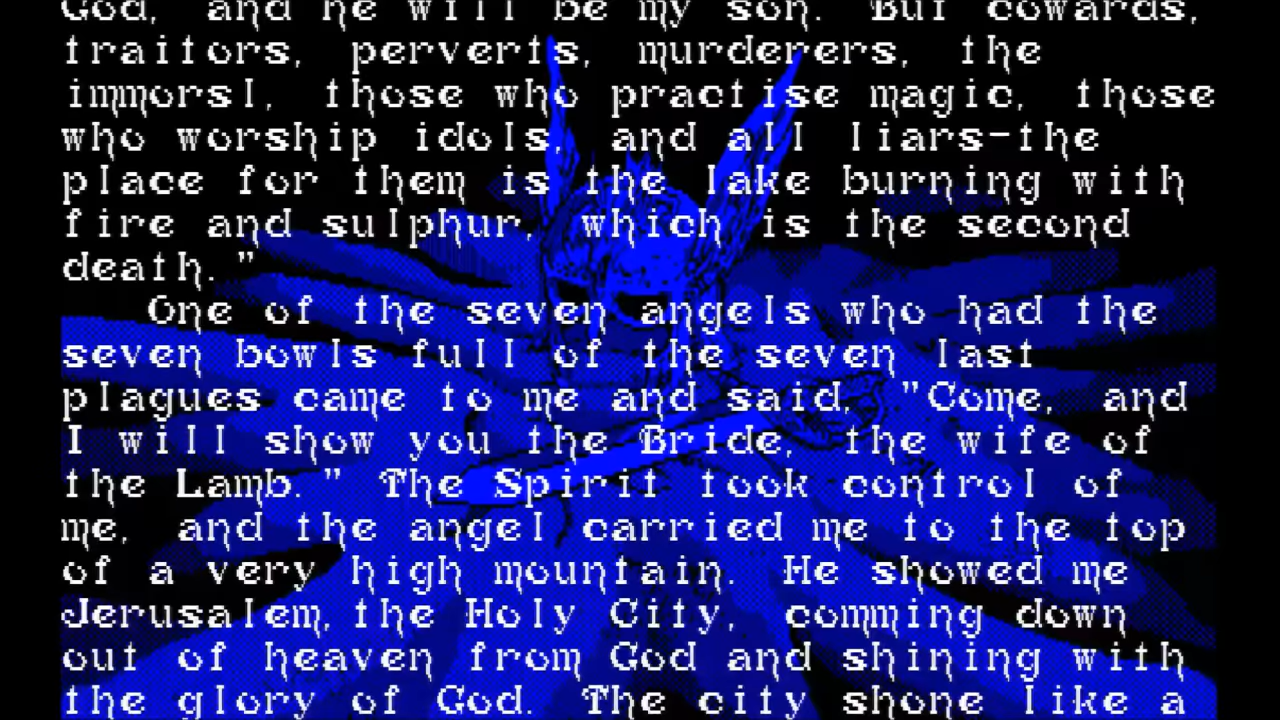 God, and he will be my son. But cowards,
traitors, perverts, murderers, the
immorsl, those who practise magic, those
who worship idols, and all liars-the
place for them is the lake burning with
fire and sulphur, which is the second
death."
One of the seven angels who had the
seven bowls full of the seven last
plagues came to me and said, "Come, and
I will show you the Bride, the wife of
the Lamb." The Spirit took control of
me, and the angel carried me to the top
of a very high mountain. He showed me
Jerusalem, the Holy City, comming down
out of heaven from God and shining with
the glory of God. The city shone like a